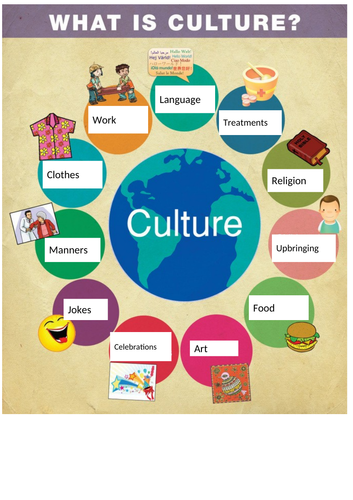 WHAT IS CULTURE?
Language
Treatments
Religion
Upbringing
Food
Art
Celebrations
Jokes
Manners
Clothes
Work
Culture